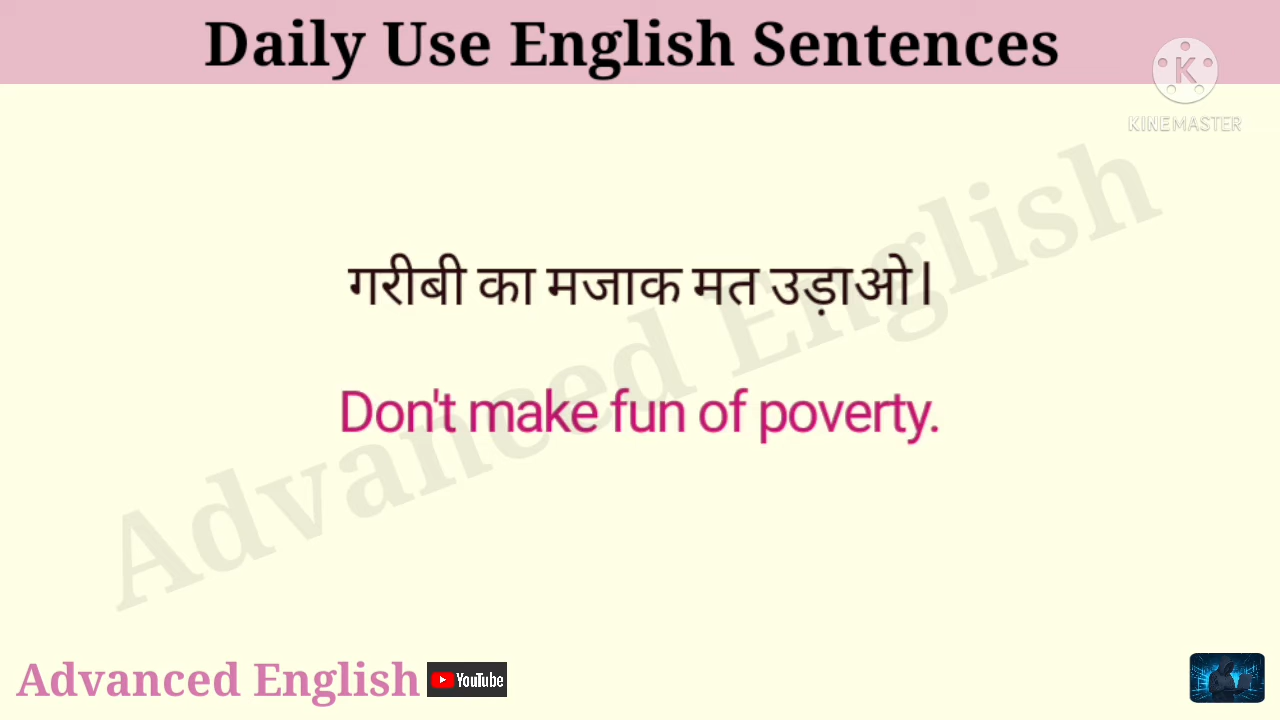 Daily Use English Sentences
K
KINEMASTER
गरीबी का मजाक मत उड़ाओ।
Don't make fun of poverty.
Advanced English
Advanced English YouTube